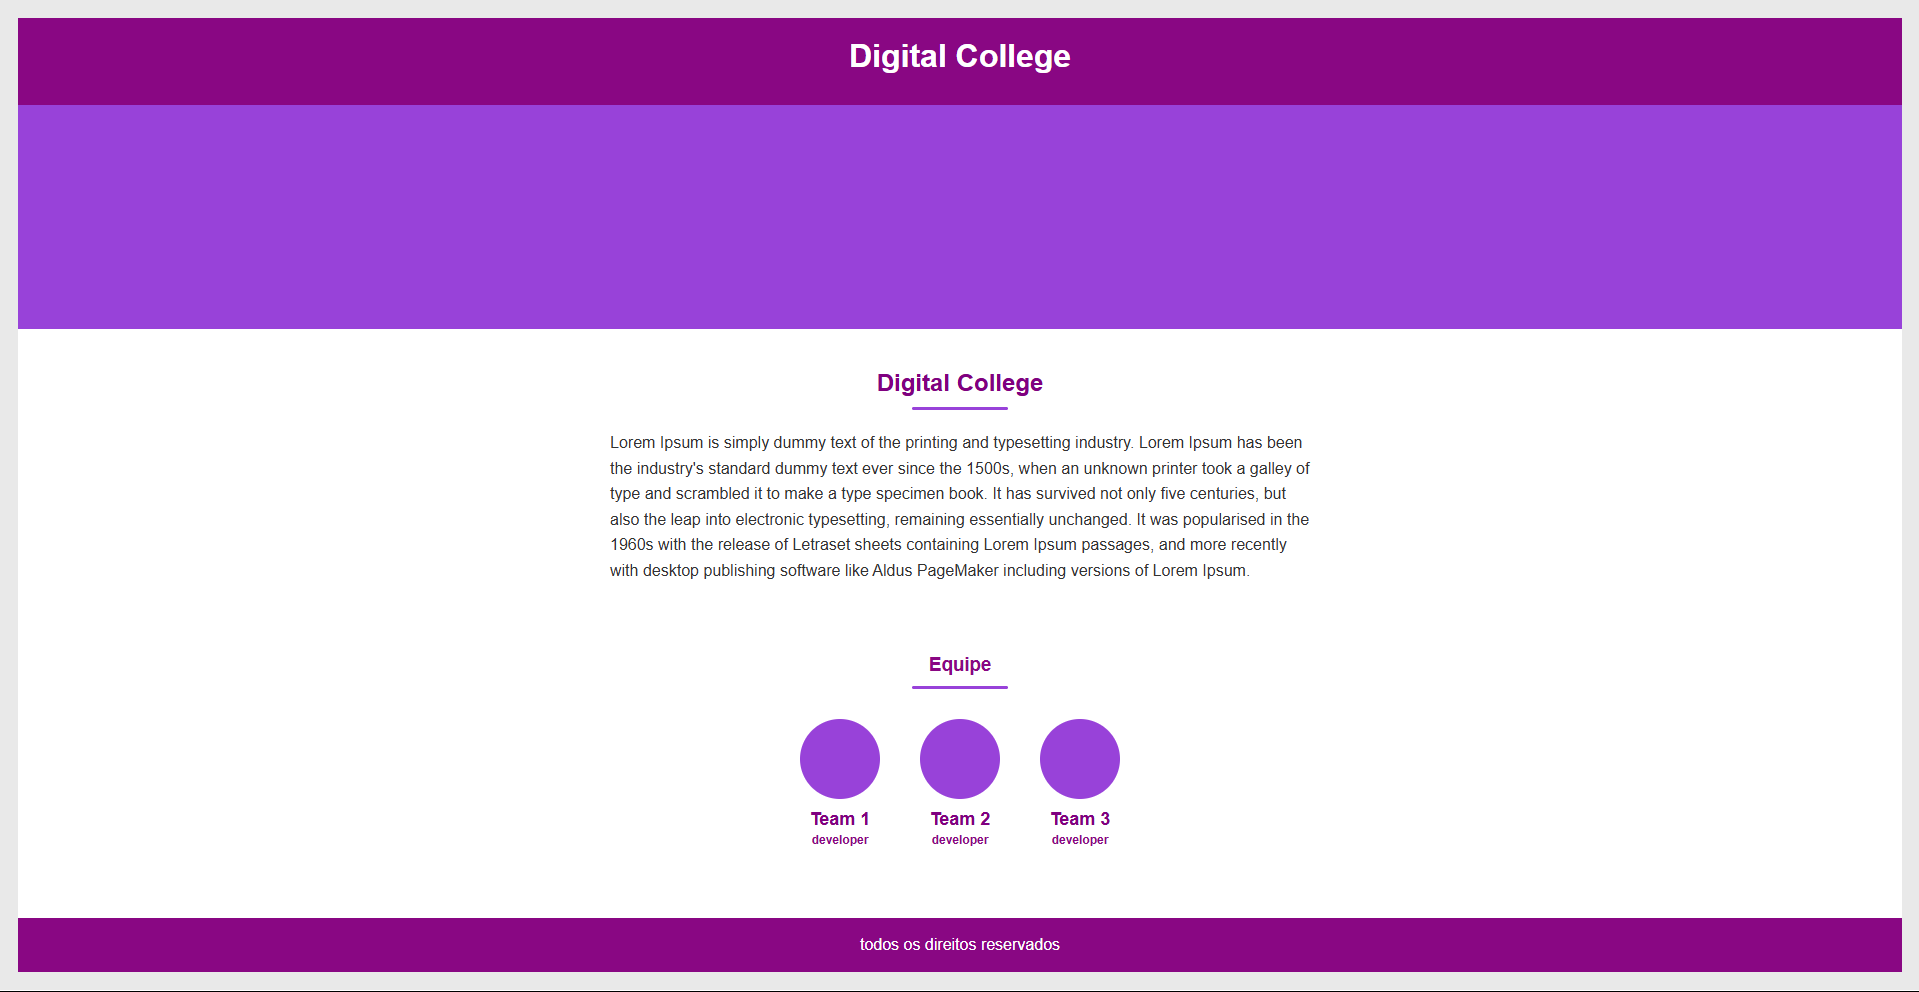 Digital College
Digital College
Lorem Ipsum is simply dummy text of the printing and typesetting industry. Lorem Ipsum has been
the industry's standard dummy text ever since the 1500s, when an unknown printer took a galley of
type and scrambled it to make a type specimen book. It has survived not only five centuries, but
also the leap into electronic typesetting, remaining essentially unchanged. It was popularised in the
1960s with the release of Letraset sheets containing Lorem Ipsum passages, and more recently
with desktop publishing software like Aldus PageMaker including versions of Lorem Ipsum.
Equipe
Team 1 Team 2 Team 3
developer developer developer
todos os direitos reservados